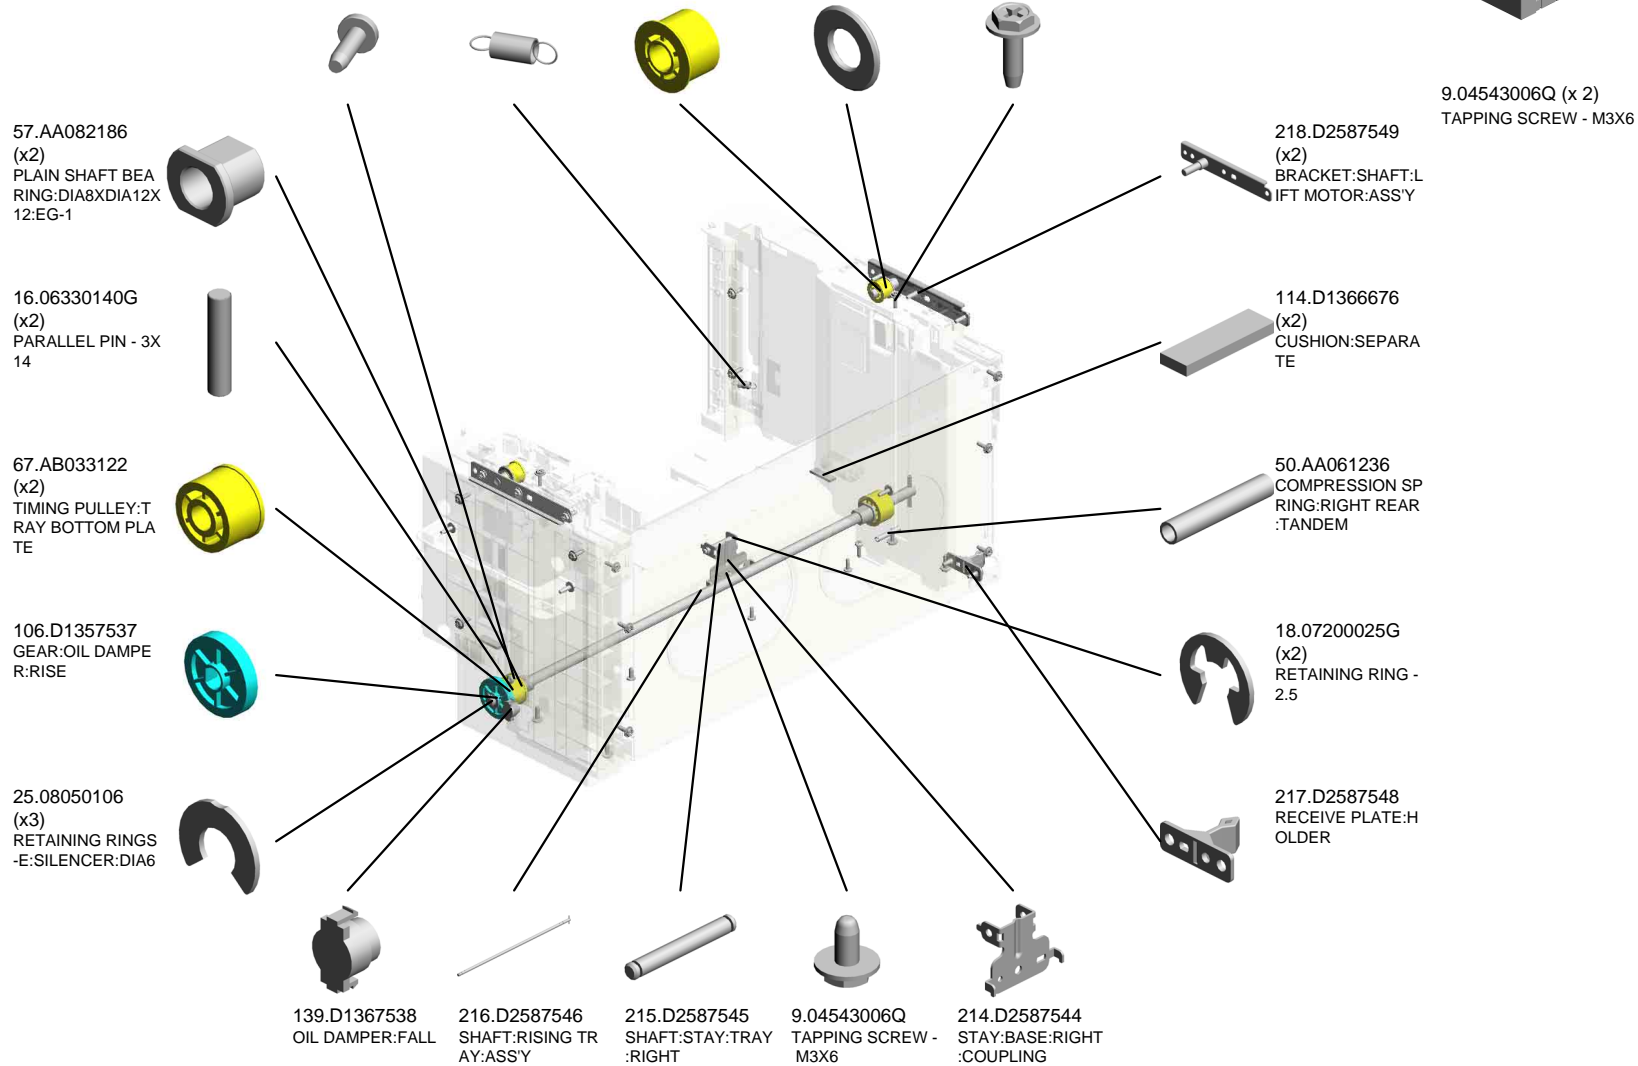 57.AA082186
(x2)
PLAIN SHAFT BEA
RING:DIA8XDIA12X
12:EG-1
16.06330140G
(x2)
PARALLEL PIN - 3X
14
67.AB033122
(x2)
TIMING PULLEY:T
RAY BOTTOM PLA
TE
106.D1357537
GEAR:OIL DAMPE
R:RISE
25.08050106
(x3)
RETAINING RINGS
-E:SILENCER:DIA6
139.D1367538
OIL DAMPER:FALL
216.D2587546
SHAFT:RISING TR
AY:ASS'Y
215.D2587545
SHAFT:STAY:TRAY
:RIGHT
9.04543006Q
TAPPING SCREW -
M3X6
214.D2587544
STAY:BASE:RIGHT
:COUPLING
218.D2587549
(x2)
BRACKET:SHAFT:L
IFT MOTOR:ASS'Y
114.D1366676
(x2)
CUSHION:SEPARA
TE
50.AA061236
COMPRESSION SP
RING:RIGHT REAR
:TANDEM
18.07200025G
(x2)
RETAINING RING -
2.5
217.D2587548
RECEIVE PLATE:H
OLDER
9.04543006Q (x 2)
TAPPING SCREW - M3X6